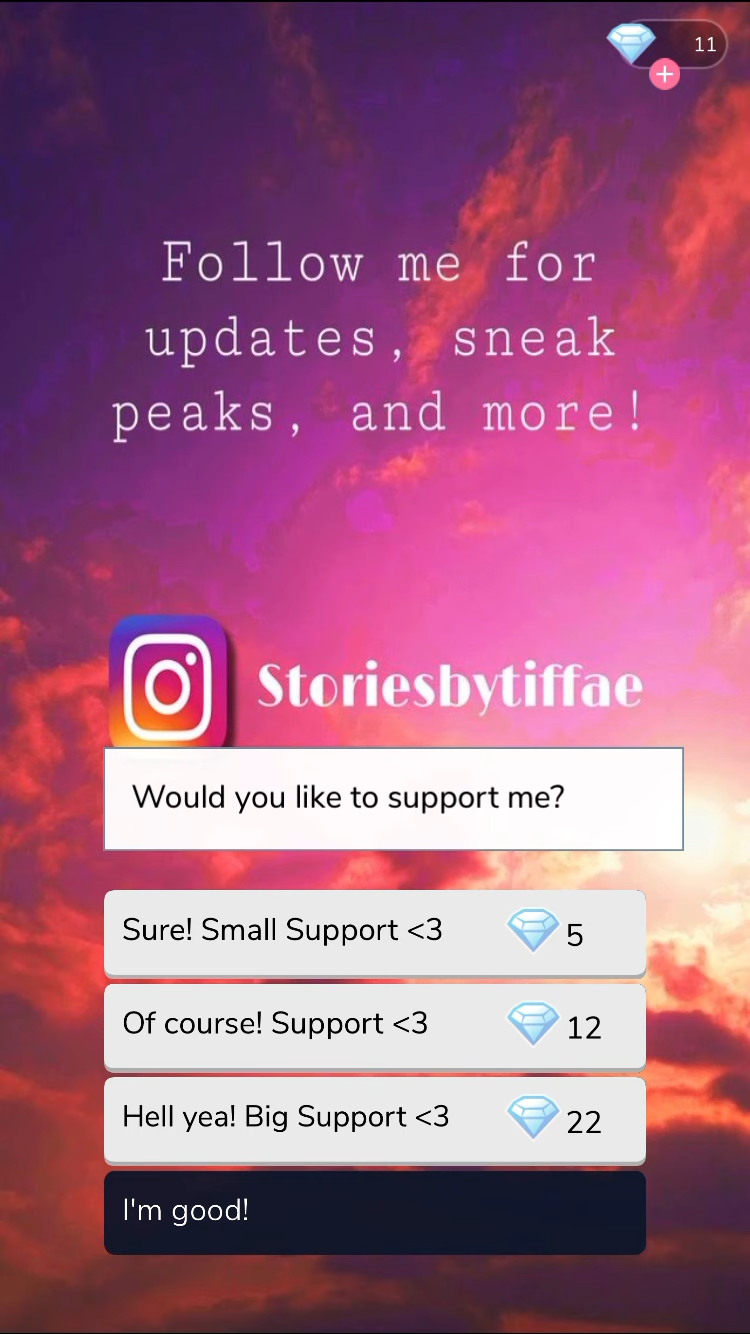 11
Follow me for
updates, sneak
peaks, and more!
Storiesbytiffae
Would you like to support me?
Sure! Small Support <3 5
Of course! Support <3 12
Hell yea! Big Support <3 22
I'm good!